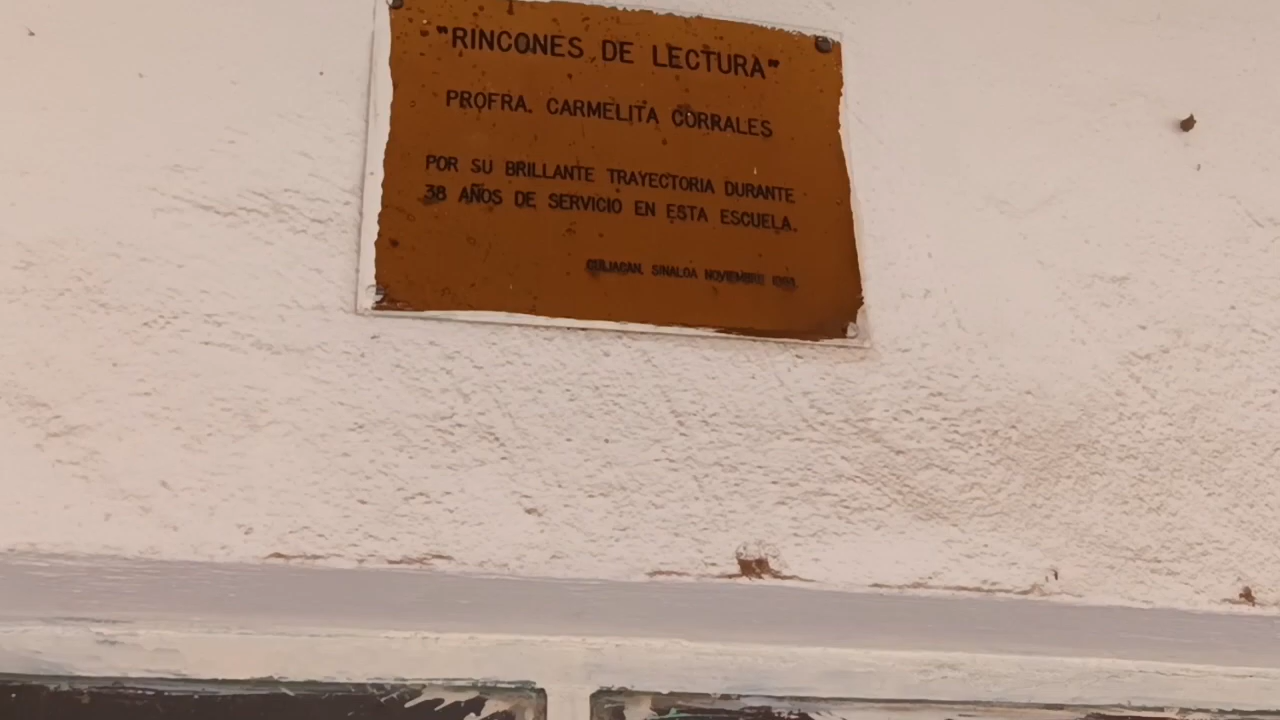 "RINCONES DE LECTURA"
PROFRA. CARMELITA CORRALES
POR SU BRILLANTE TRAYECTORIA DURANTE
38 AÑOS DE SERVICIO EN ESTA ESCUELA.
CULIACAN, SINALOA NOVIEMBRE